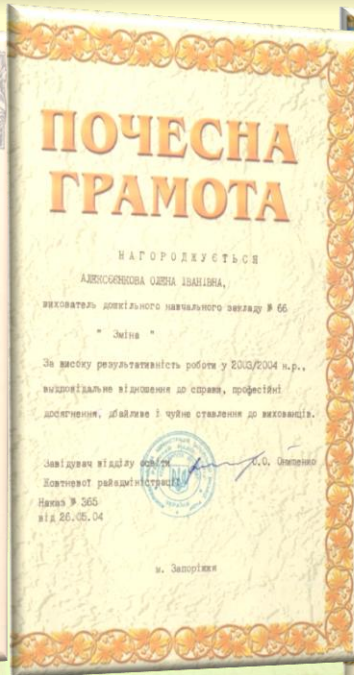 ПОЧЕСНА
ГРАМОТА
НАГОРОДЖУЄТЬСЯ
АЛЕКСЄЄНКОВА ОЛЕНА ІВАНІВНА,
вихователь дошкільного навчального закладу № 66
" Зміна "
За високу результативність роботи у 2003/2004 н.р.,
відношення до справи, професійні
досягнення, дбайливе і чуйне ставлення до вихованців.
Завідувач відділу освіти О.О. Онипенко
Жовтневої райадміністрації
Наказ № 365
від 26.05.04
м. Запоріжжя